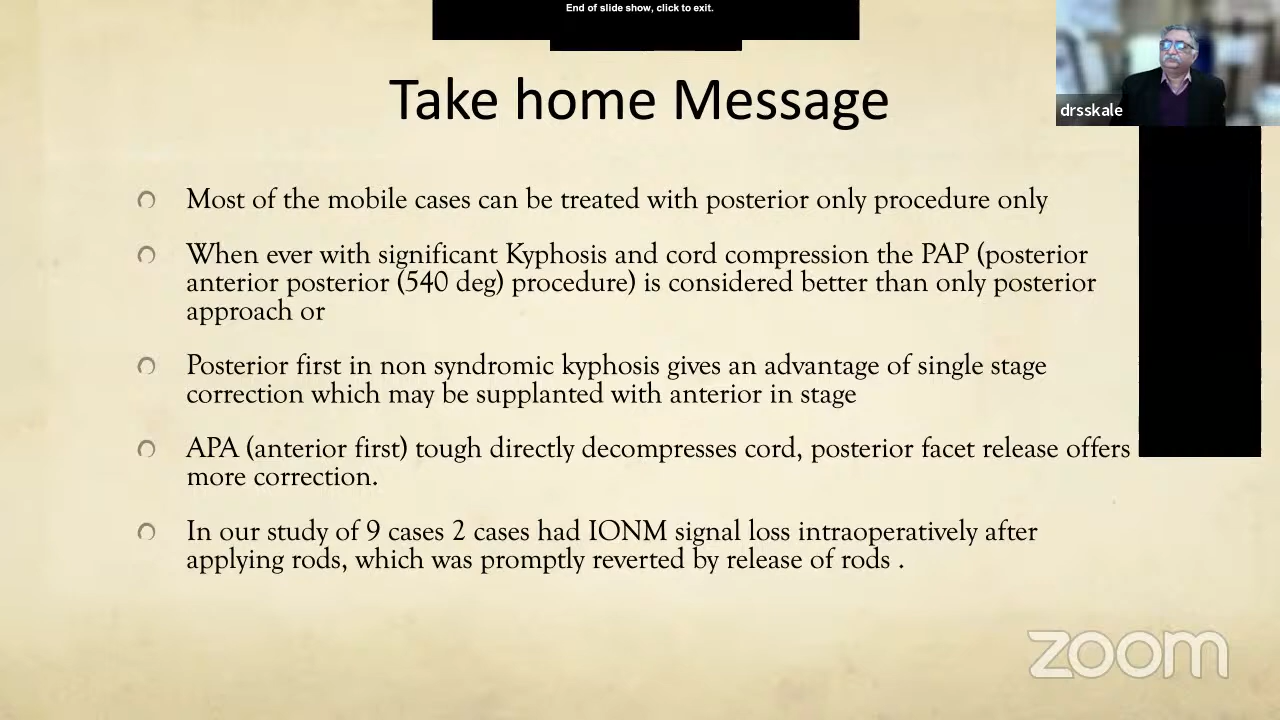 End of slide show, click to exit.
Take home Message
drsskale
Most of the mobile cases can be treated with posterior only procedure only
When ever with significant Kyphosis and cord compression the PAP (posterior
anterior posterior (540 deg) procedure) is considered better than only posterior
approach or
Posterior first in non syndromic kyphosis gives an advantage of single stage
correction which may be supplanted with anterior in stage
APA (anterior first) tough directly decompresses cord, posterior facet release offers
more correction.
In our study of 9 cases 2 cases had IONM signal loss intraoperatively after
applying rods, which was promptly reverted by release of rods .
zoom